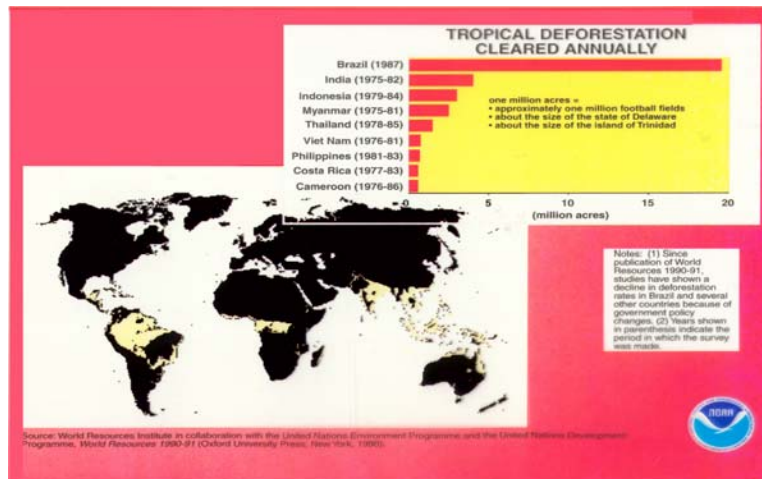 TROPICAL DEFORESTATION
CLEARED ANNUALLY
Brazil (1987)
India (1975-82)
Indonesia (1979-84)
Myanmar (1975-81)
Thailand (1978-85)
Viet Nam (1976-81)
Philippines (1981-83)
Costa Rica (1977-83)
Cameroon (1976-86)
one million acres =
• approximately one million football fields
• about the size of the state of Delaware
• about the size of the island of Trinidad
0 5 10 15 20
(million acres)
Notes: (1) Since
publication of World
Resources 1990-91,
studies have shown a
decline in deforestation
rates in Brazil and several
other countries because of
government policy
changes. (2) Years shown
in parenthesis indicate the
period in which the survey
was made.
NOAA
Source: World Resources Institute in collaboration with the United Nations Environment Programme and the United Nations Development
Programme, World Resources 1990-91 (Oxford University Press, New York, 1990).